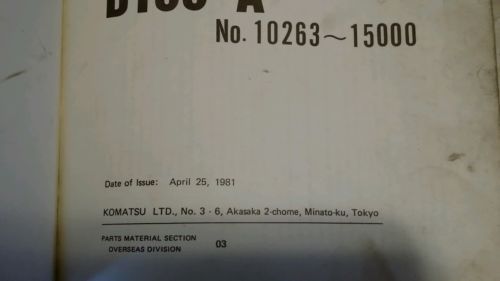 No. 10263~15000
Date of Issue: April 25, 1981
KOMATSU LTD., No. 3 - 6, Akasaka 2-chome, Minato-ku, Tokyo
PARTS MATERIAL SECTION
OVERSEAS DIVISION 03